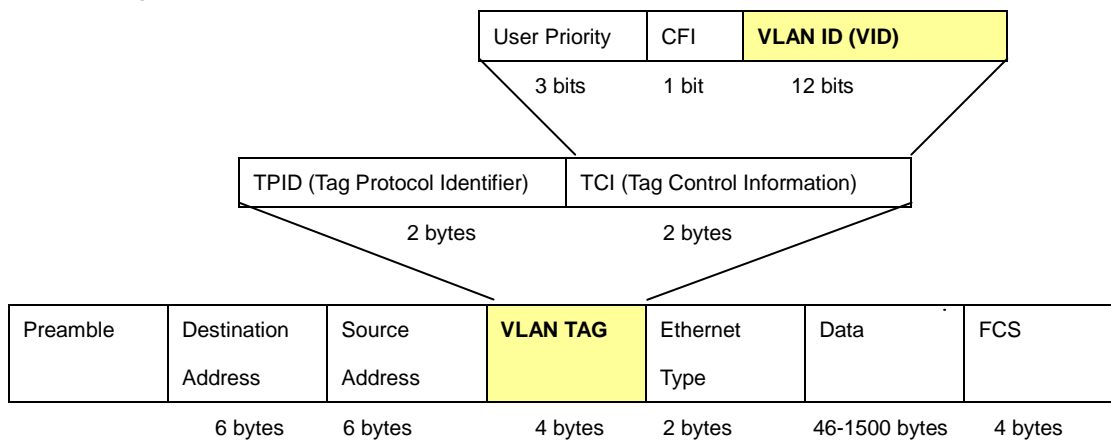 User Priority CFI VLAN ID (VID)
3 bits 1 bit 12 bits
TPID (Tag Protocol Identifier) TCI (Tag Control Information)
2 bytes 2 bytes
Preamble Destination Source VLAN TAG Ethernet Data FCS
Address Address Type
6 bytes 6 bytes 4 bytes 2 bytes 46-1500 bytes 4 bytes